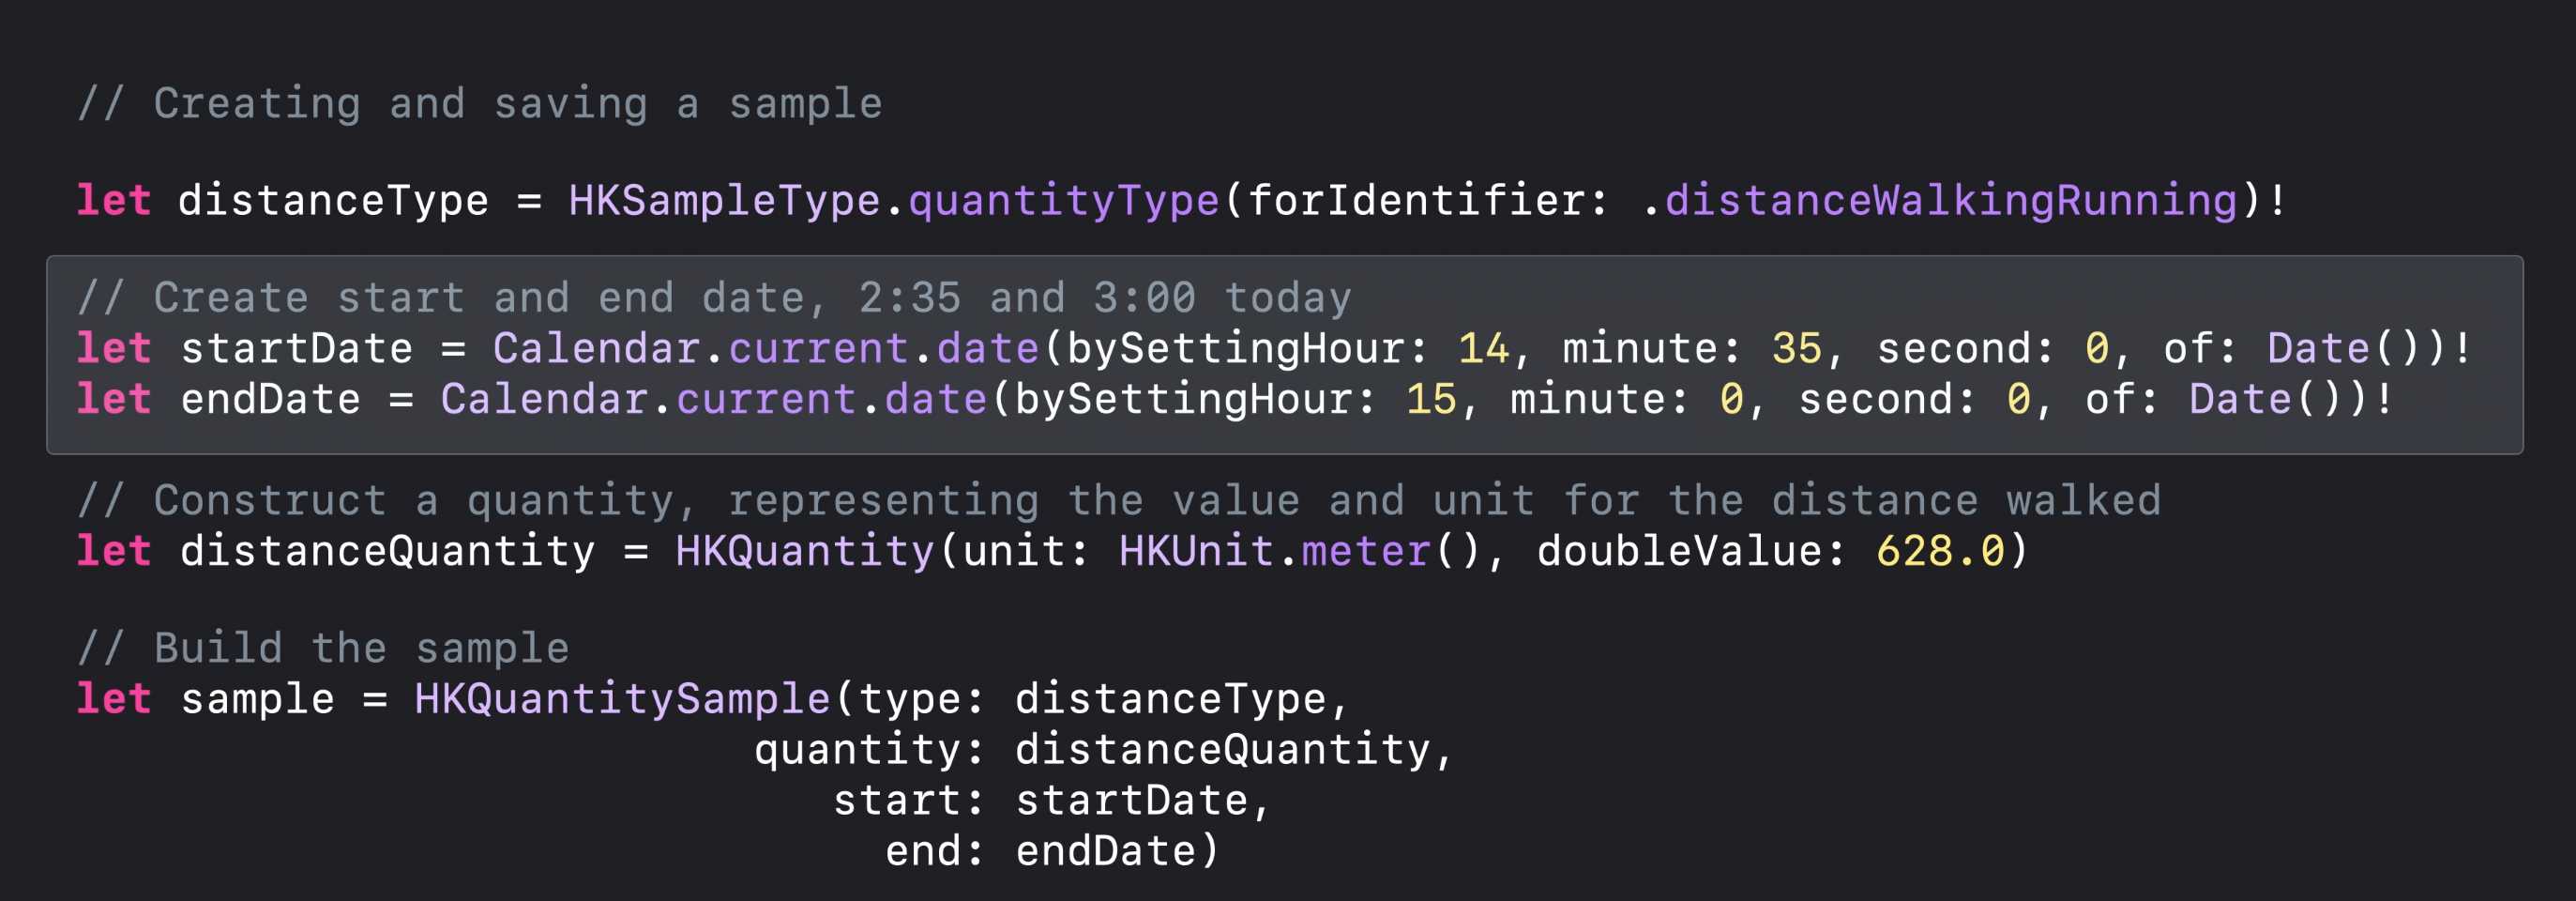 // Creating and saving a sample
let distanceType = HKSampleType.quantityType(forIdentifier: .distanceWalkingRunning)!
// Create start and end date, 2:35 and 3:00 today
let startDate = Calendar.current.date(bySettingHour: 14, minute: 35, second: 0, of: Date())!
let endDate = Calendar.current.date(bySettingHour: 15, minute: 0, second: 0, of: Date())!
// Construct a quantity, representing the value and unit for the distance walked
let distanceQuantity = HKQuantity(unit: HKUnit.meter(), doubleValue: 628.0)
// Build the sample
let sample = HKQuantitySample(type: distanceType,
quantity: distanceQuantity,
start: startDate,
end: endDate)